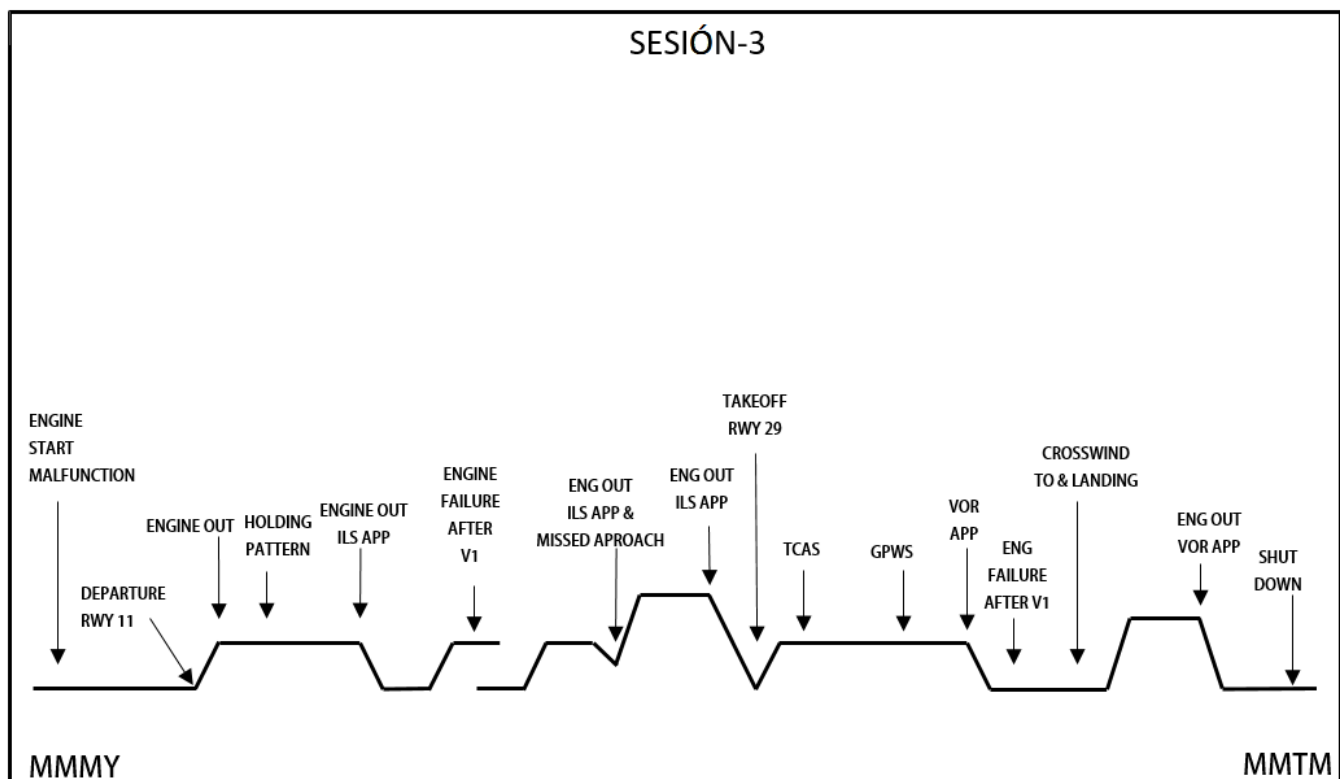 SESIÓN-3
ENGINE
START
MALFUNCTION
DEPARTURE
RWY 11
ENGINE OUT
HOLDING
PATTERN
ENGINE OUT
ILS APP
ENGINE
FAILURE
AFTER
V1
ENG OUT
ILS APP &
MISSED APROACH
ENG OUT
ILS APP
TAKEOFF
RWY 29
TCAS
GPWS
VOR
APP
ENG
FAILURE
AFTER V1
CROSSWIND
TO & LANDING
ENG OUT
VOR APP
SHUT
DOWN
MMMY
MMTM